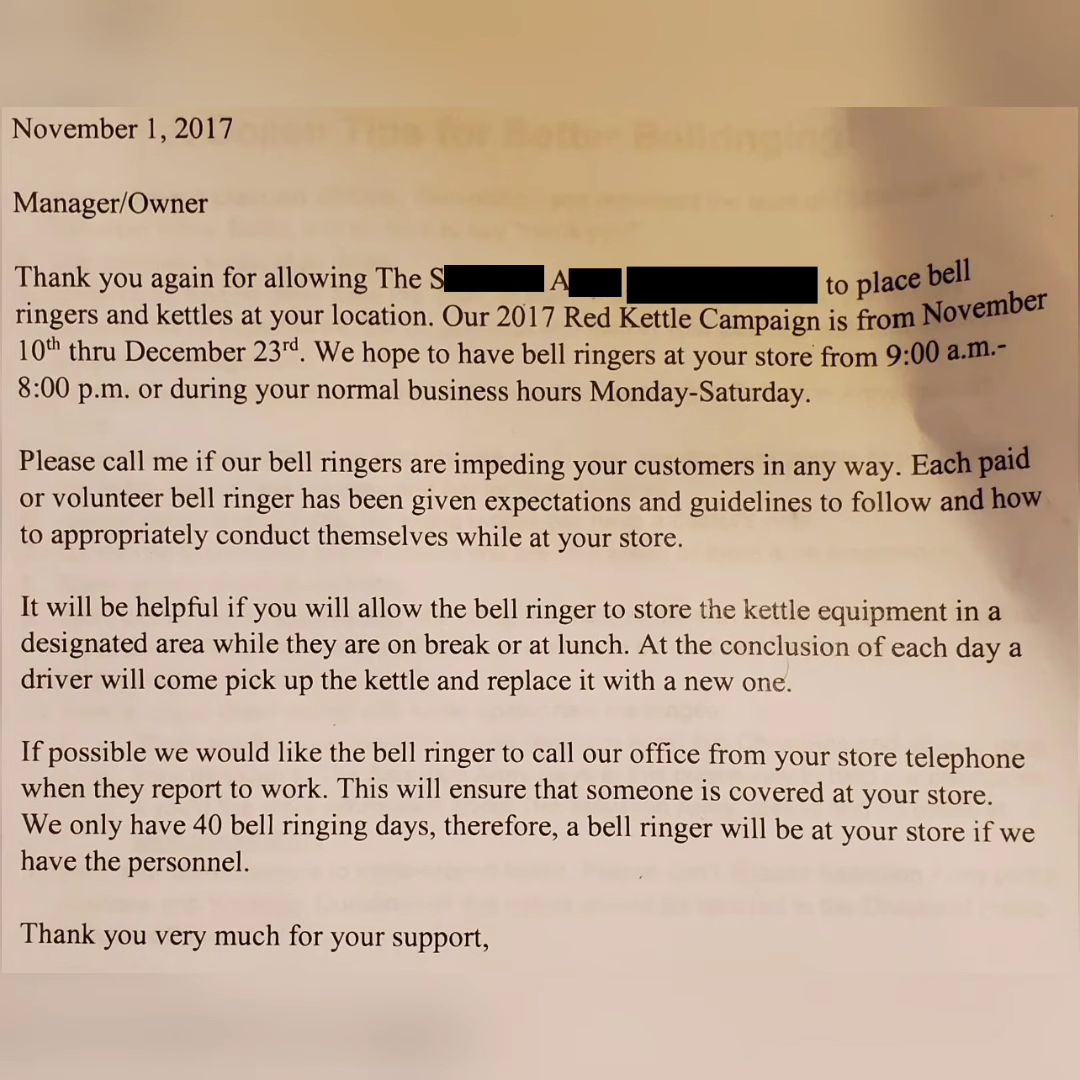 November 1, 2017
Manager/Owner
Thank you again for allowing The S A to place bell
ringers and kettles at your location. Our 2017 Red Kettle Campaign is from November
10th thru December 23rd. We hope to have bell ringers at your store from 9:00 a.m.-
8:00 p.m. or during your normal business hours Monday-Saturday.
Please call me if our bell ringers are impeding your customers in any way. Each paid
or volunteer bell ringer has been given expectations and guidelines to follow and how
to appropriately conduct themselves while at your store.
It will be helpful if you will allow the bell ringer to store the kettle equipment in a
designated area while they are on break or at lunch. At the conclusion of each day a
driver will come pick up the kettle and replace it with a new one.
If possible we would like the bell ringer to call our office from your store telephone
when they report to work. This will ensure that someone is covered at your store.
We only have 40 bell ringing days, therefore, a bell ringer will be at your store if we
have the personnel.
Thank you very much for your support,